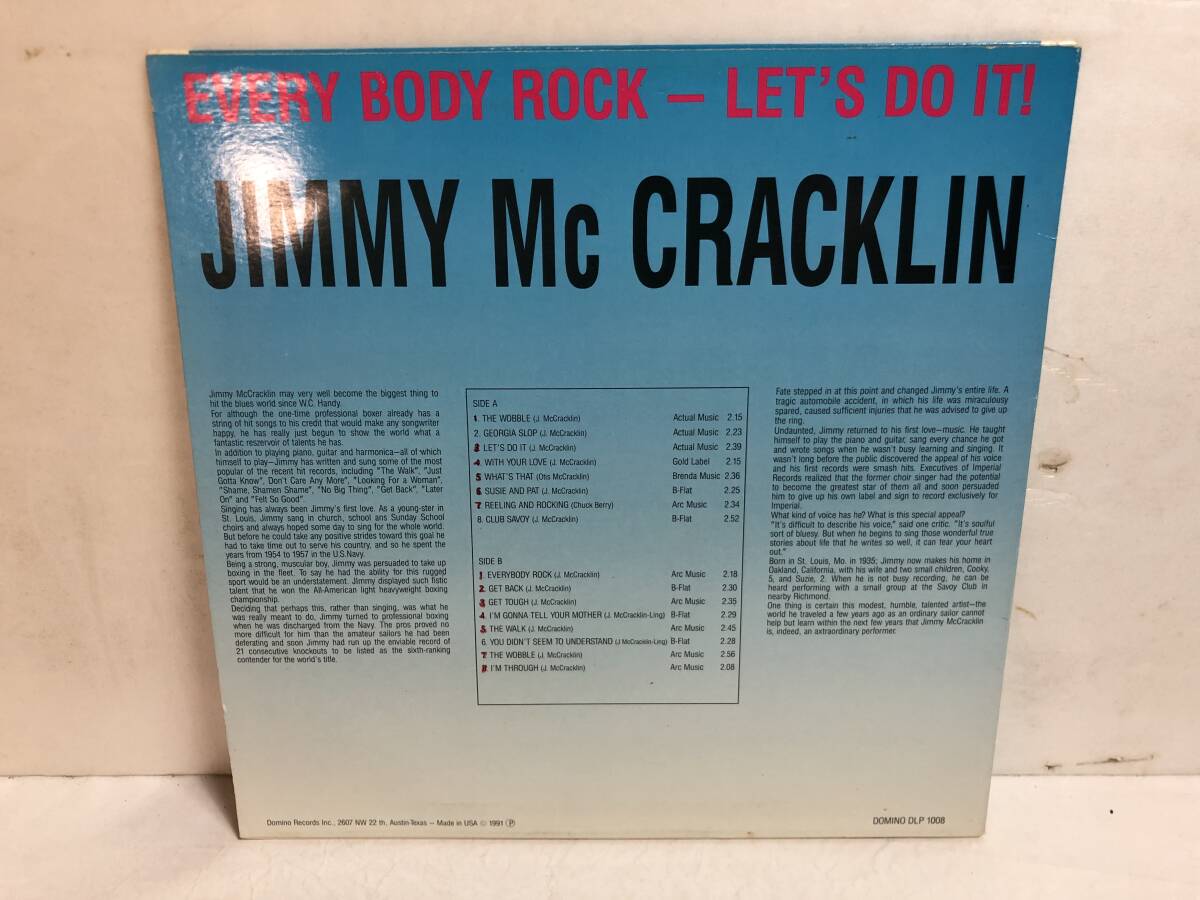 EVERY BODY ROCK – LET'S DO IT!
JIMMY Mc CRACKLIN
Jimmy McCracklin may very well become the biggest thing to
hit the blues world since W.C. Handy.
For although the one-time professional boxer already has a
string of hit songs to his credit that would make any songwriter
happy, he has really just begun to show the world what a
fantastic reszervoir of talents he has.
In addition to playing piano, guitar and harmonica—all of which
himself to play—Jimmy has written and sung some of the most
popular of the recent hit records, including "The Walk", "Just
Gotta Know", Don't Care Any More", "Looking For a Woman",
"Shame, Shamen Shame", "No Big Thing", "Get Back", "Later
On" and "Felt So Good".
Singing has always been Jimmy's first love. As a young-ster in
St. Louis, Jimmy sang in church, school ans Sunday School
choirs and always hoped some day to sing for the whole world.
But before he could take any positive strides toward this goal he
had to take time out to serve his country, and so he spent the
years from 1954 to 1957 in the U.S.Navy.
Being a strong, muscular boy, Jimmy was persuaded to take up
boxing in the fleet. To say he had the ability for this rugged
sport would be an understatement. Jimmy displayed such fistic
talent that he won the All-American light heavyweight boxing
championship.
Deciding that perhaps this, rather than singing, was what he
was really meant to do, Jimmy turned to professional boxing
when he was discharged from the Navy. The pros proved no
more difficult for him than the amateur sailors he had been
deferating and snoon Jimmy had run up the enviable record of
21 consecutive knockouts to be listed as the sixth-ranking
contender for the world's title.
SIDE A
1. THE WOBBLE (J. McCracklin) Actual Music 2.15
2. GEORGIA SLOP (J. McCracklin) Actual Music 2.23
3 LET'S DO IT (J. McCracklin) Actual Music 2.39
4. WITH YOUR LOVE (J. McCracklin) Gold Label 2.15
5 WHAT'S THAT (Otis McCracklin) Brenda Music 2.36
6 SUSIE AND PAT (J. McCracklin) B-Flat 2.25
7 REELING AND ROCKING (Chuck Berry) Arc Music 2.34
8. CLUB SAVOY (J. McCracklin) B-Flat 2.52
SIDE B
1 EVERYBODY ROCK (J. McCracklin) Arc Music 2.18
2. GET BACK (J. McCracklin) B-Flat 2.30
3 GET TOUGH (J. McCracklin) Arc Music 2.35
4 I'M GONNA TELL YOUR MOTHER (J. McCracklin-Ling) B-Flat 2.29
5 THE WALK (J. McCracklin) Arc Music 2.45
6. YOU DIDN'T SEEM TO UNDERSTAND (J McCracklin-Ling) B-Flat 2.28
7 THE WOBBLE (J. McCracklin) Arc Music 2.56
8 I'M THROUGH (J. McCracklin) Arc Music 2.08
Fate stepped in at this point and changed Jimmy's entire life. A
tragic automobile accident, in which his life was miraculousy
spared, caused sufficient injuries that he was advised to give up
the ring.
Undaunted, Jimmy returned to his first love—music. He taught
himself to play the piano and guitar, sang every chance he got
and wrote songs when he wasn't busy learning and singing. It
wasn't long before the public discovered the appeal of his voice
and his first records were smash hits. Executives of Imperial
Records realized that the former choir singer had the potential
to become the greatest star of them all and soon persuaded
him to give up his own label and sign to record exclusively for
Imperial.
What kind of voice has he? What is this special appeal?
"It's difficult to describe his voice," said one critic. "It's soulful
sort of bluesy. But when he begins to sing those wonderful true
stories about life that he writes so well, it can tear your heart
out."
Born in St. Louis, Mo. in 1935; Jimmy now makes his home in
Oakland, California, with his wife and two small children, Cooky,
5, and Suzie, 2. When he is not busy recording, he can be
heard performing with a small group at the Savoy Club in
nearby Richmond.
One thing is certain this modest, humble, talented artist—the
world he traveled a few years ago as an ordinary sailor cannot
help but learn within the next few years that Jimmy McCracklin
is, indeed, an axtraordinary performer.
Domino Records Inc., 2607 NW 22 th, Austin-Texas – Made in USA © 1991 ℗
DOMINO DLP 1008